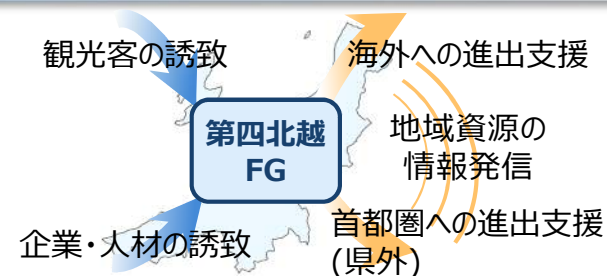 観光客の誘致
海外への進出支援
第四北越
FG
地域資源の
情報発信
企業・人材の誘致
首都圏への進出支援
(県外)